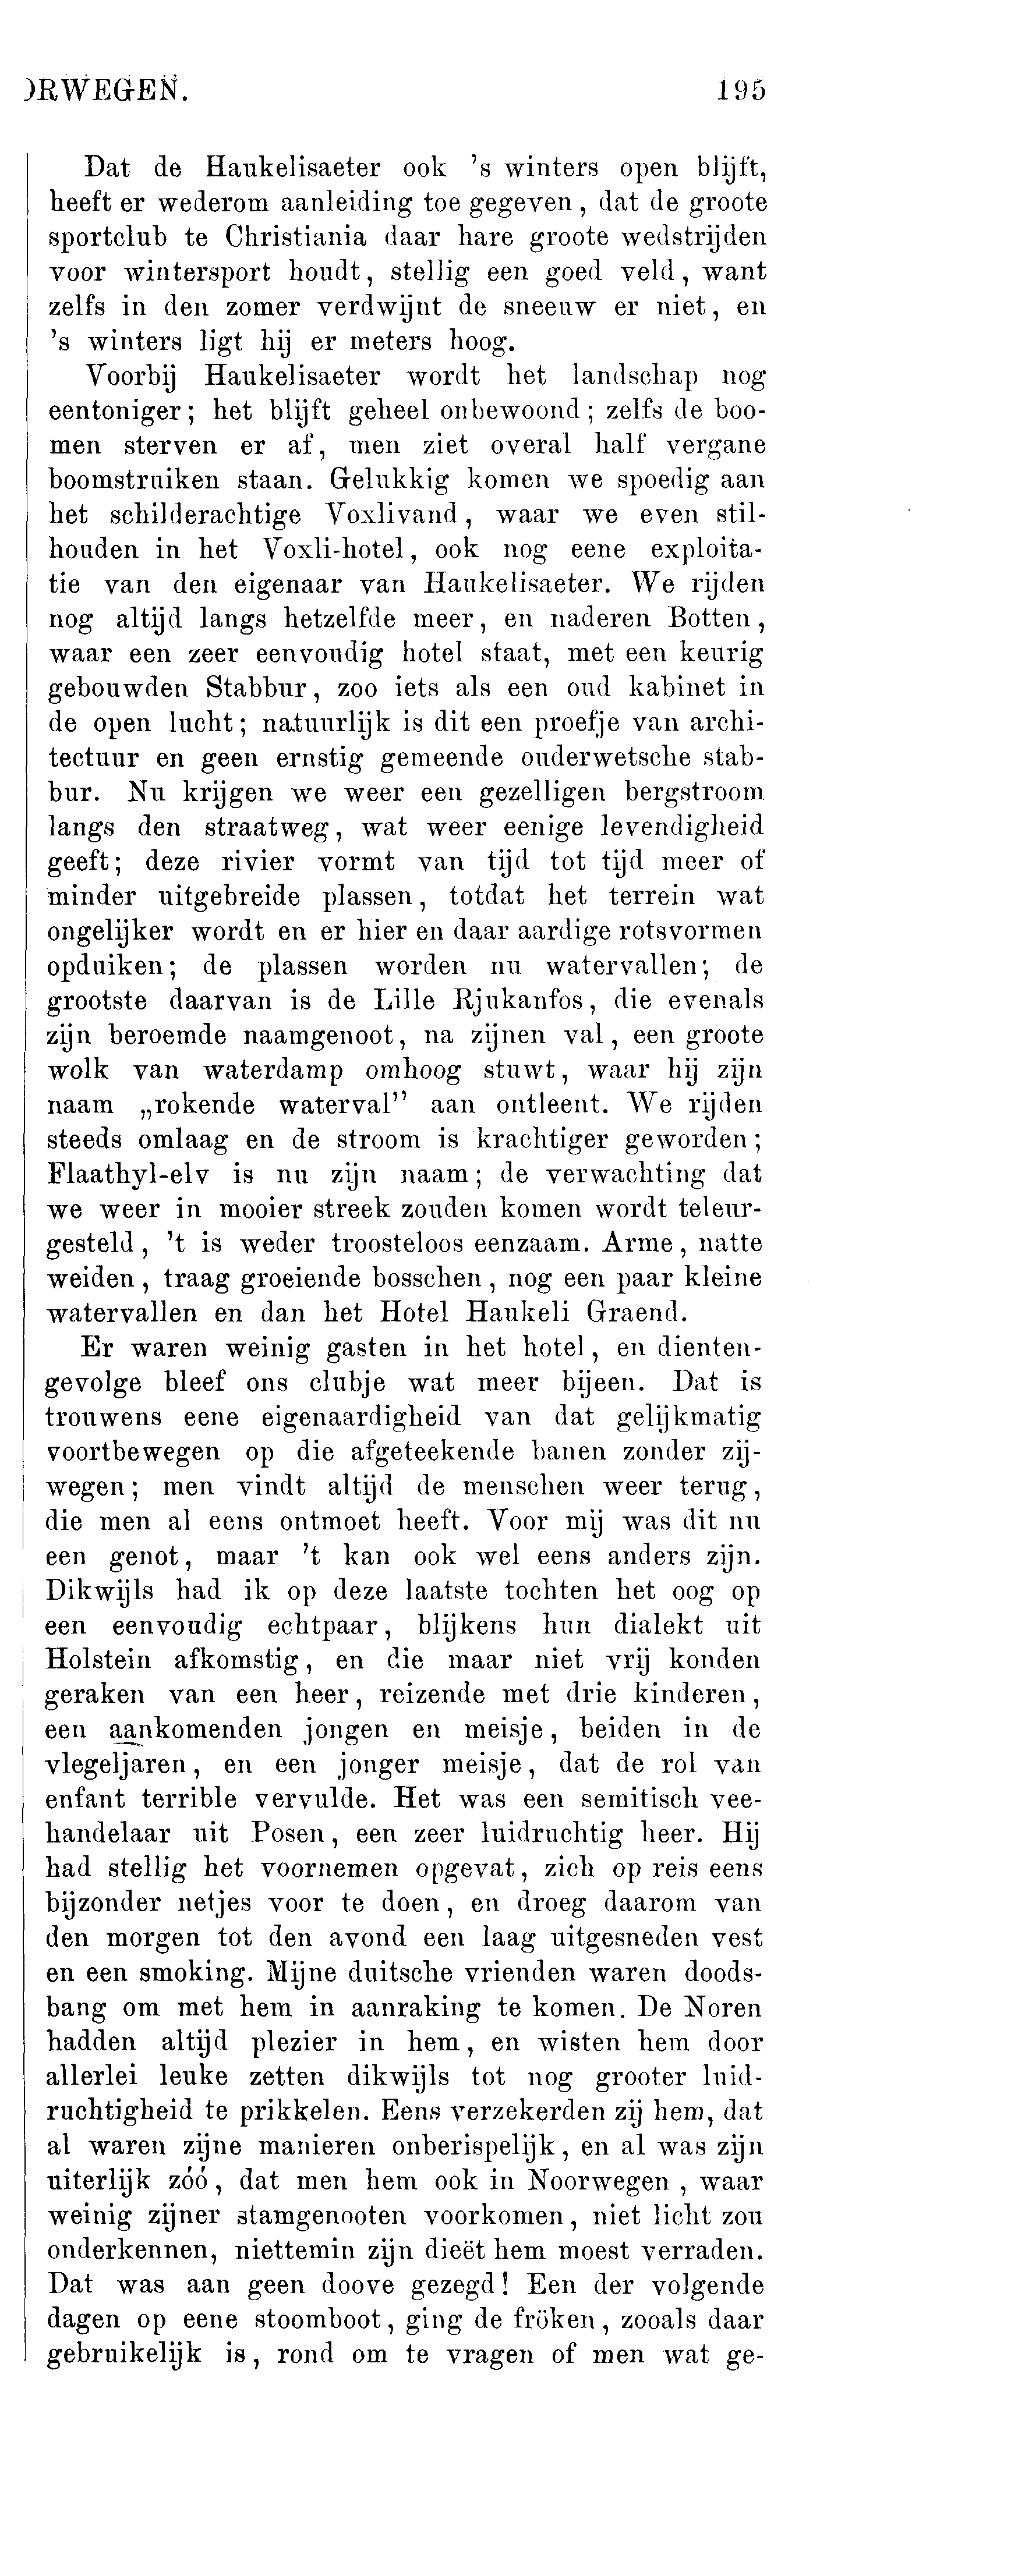 ORWEGEN. 195
Dat de Haukelisaeter ook 's winters open blijft,
heeft er wederom aanleiding toe gegeven, dat de groote
sportclub te Christiania daar hare groote wedstrijden
voor wintersport houdt, stellig een goed veld, want
zelfs in den zomer verdwijnt de sneeuw er niet, en
's winters ligt hij er meters hoog.
Voorbij Haukelisaeter wordt het landschap nog
eentoniger; het blijft geheel onbewoond; zelfs de boo-
men sterven er af, men ziet overal half vergane
boomstruiken staan. Gelukkig komen we spoedig aan
het schilderachtige Voxlivand, waar we even stil-
houden in het Voxli-hotel, ook nog eene exploita-
tie van den eigenaar van Haukelisaeter. We rijden
nog altijd langs hetzelfde meer, en naderen Botten,
waar een zeer eenvoudig hotel staat, met een keurig
gebouwden Stabbur, zoo iets als een oud kabinet in
de open lucht; natuurlijk is dit een proefje van archi-
tectuur en geen ernstig gemeende ouderwetsche stab-
bur. Nu krijgen we weer een gezelligen bergstroom
langs den straatweg, wat weer eenige levendigheid
geeft; deze rivier vormt van tijd tot tijd meer of
minder uitgebreide plassen, totdat het terrein wat
ongelijker wordt en er hier en daar aardige rotsvormen
opduiken; de plassen worden nu watervallen; de
grootste daarvan is de Lille Rjukanfos, die evenals
zijn beroemde naamgenoot, na zijnen val, een groote
wolk van waterdamp omhoog stuwt, waar hij zijn
naam „rokende waterval” aan ontleent. We rijden
steeds omlaag en de stroom is krachtiger geworden;
Flaathyl-elv is nu zijn naam; de verwachting dat
we weer in mooier streek zouden komen wordt teleur-
gesteld, 't is weder troosteloos eenzaam. Arme, natte
weiden, traag groeiende bosschen, nog een paar kleine
watervallen en dan het Hotel Haukeli Graend.
Er waren weinig gasten in het hotel, en dienten-
gevolge bleef ons clubje wat meer bijeen. Dat is
trouwens eene eigenaardigheid van dat gelijkmatig
voortbewegen op die afgeteekende banen zonder zij-
wegen; men vindt altijd de menschen weer terug,
die men al eens ontmoet heeft. Voor mij was dit nu
een genot, maar 't kan ook wel eens anders zijn.
Dikwijls had ik op deze laatste tochten het oog op
een eenvoudig echtpaar, blijkens hun dialekt uit
Holstein afkomstig, en die maar niet vrij konden
geraken van een heer, reizende met drie kinderen,
een aankomenden jongen en meisje, beiden in de
vlegeljaren, en een jonger meisje, dat de rol van
enfant terrible vervulde. Het was een semitisch vee-
handelaar uit Posen, een zeer luidruchtig heer. Hij
had stellig het voornemen opgevat, zich op reis eens
bijzonder netjes voor te doen, en droeg daarom van
den morgen tot den avond een laag uitgesneden vest
en een smoking. Mijne duitsche vrienden waren doods-
bang om met hem in aanraking te komen. De Noren
hadden altijd plezier in hem, en wisten hem door
allerlei leuke zetten dikwijls tot nog grooter luid-
ruchtigheid te prikkelen. Eens verzekerden zij hem, dat
al waren zijne manieren onberispelijk, en al was zijn
uiterlijk zóó, dat men hem ook in Noorwegen, waar
weinig zijner stamgenooten voorkomen, niet licht zou
onderkennen, niettemin zijn dieët hem moest verraden.
Dat was aan geen doove gezegd! Een der volgende
dagen op eene stoomboot, ging de fröken, zooals daar
gebruikelijk is, rond om te vragen of men wat ge-